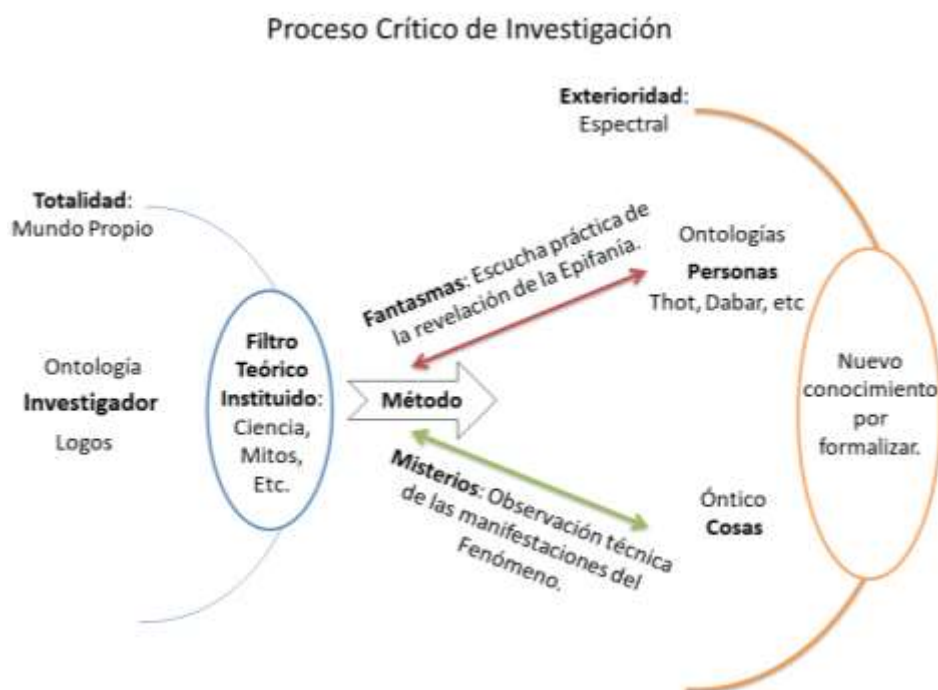 Proceso Crítico de Investigación
Exterioridad:
Espectral
Totalidad:
Mundo Propio
Ontología
Investigador
Logos
Filtro
Teórico
Instituido:
Ciencia,
Mitos,
Etc.
Método
Fantasmas: Escucha práctica de
la revelación de la Epifanía.
Misterios: Observación técnica
de las manifestaciones del
Fenómeno.
Ontologías
Personas
Thot, Dabar, etc
Óntico
Cosas
Nuevo
conocimiento
por
formalizar.